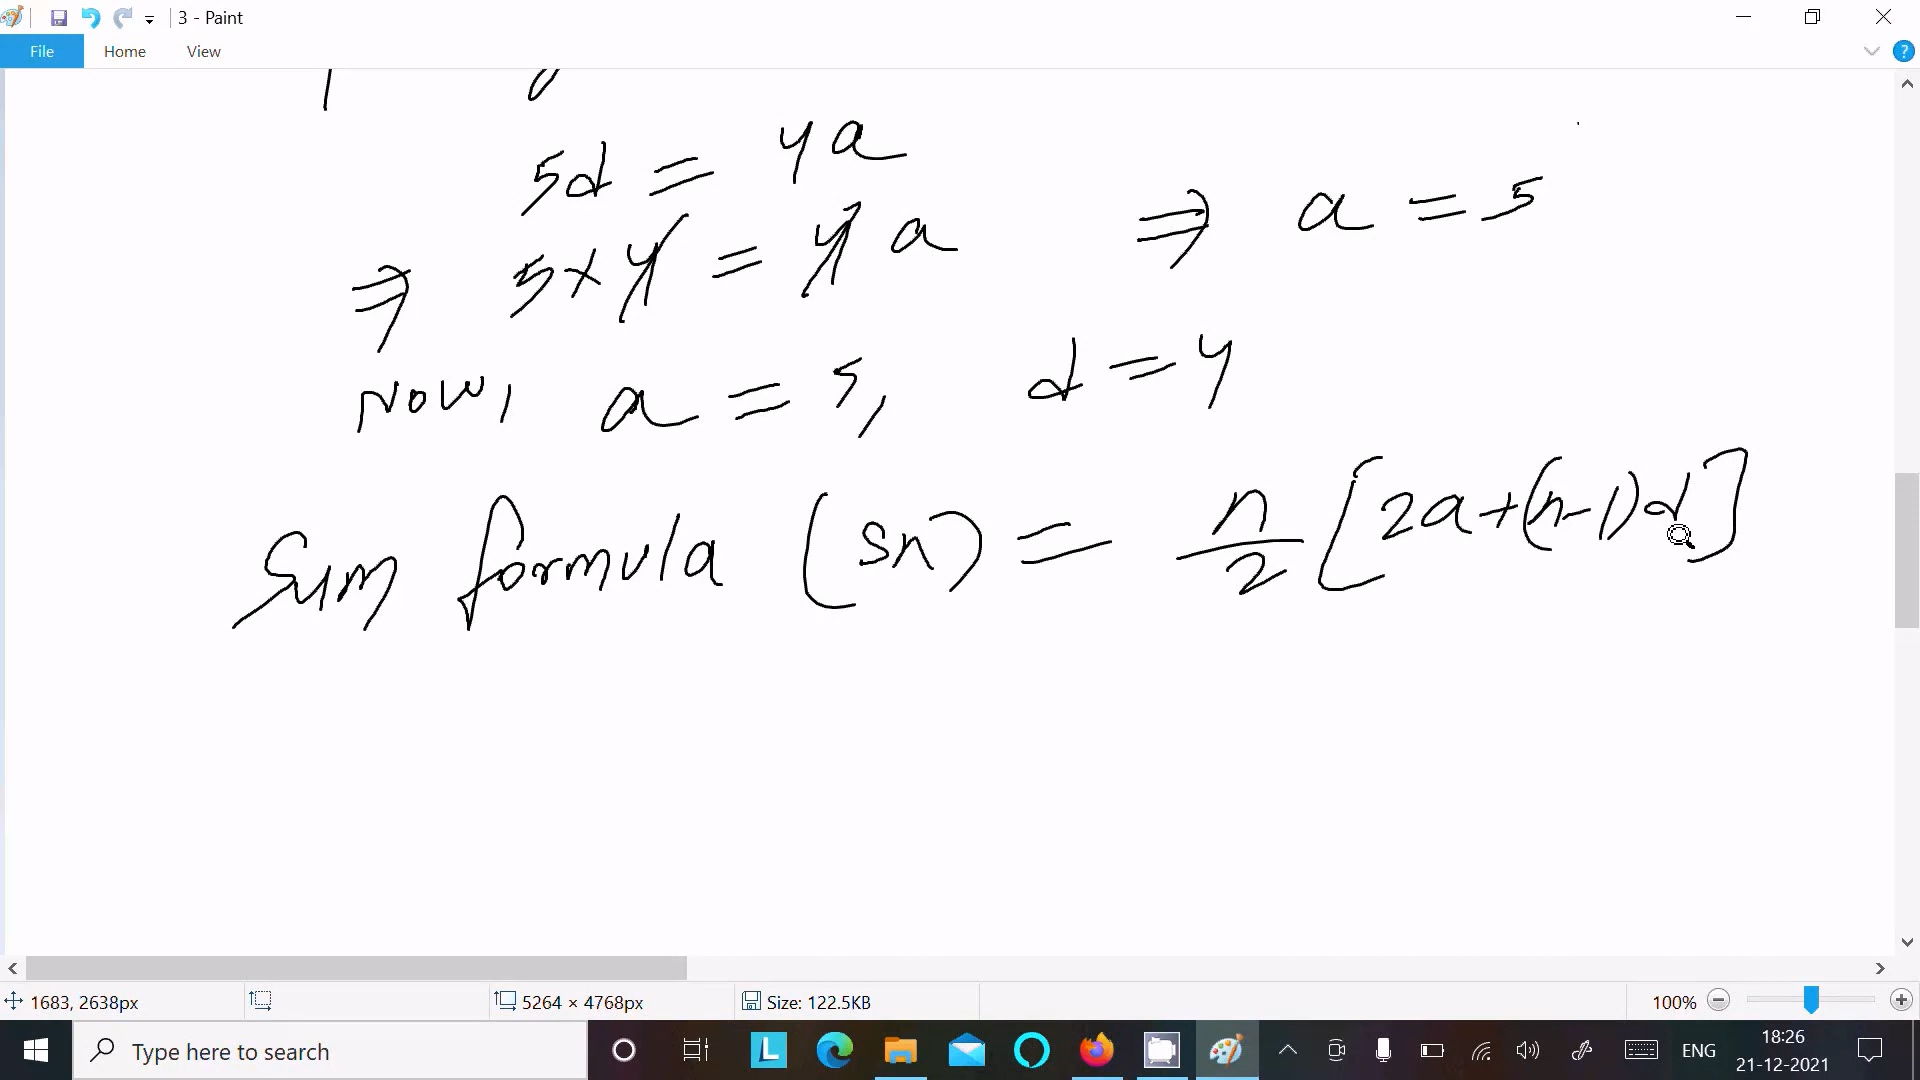 3 - Paint
File Home View
5d = 4a
⇒ 5×4 = 4a ⇒ a = 5
Now, a = 5, d = 4
Sum formula (Sn) = n/2 [2a+(n-1)d]
1683, 2638px 5264 × 4768px Size: 122.5KB 100%
Type here to search L ENG 18:26
21-12-2021